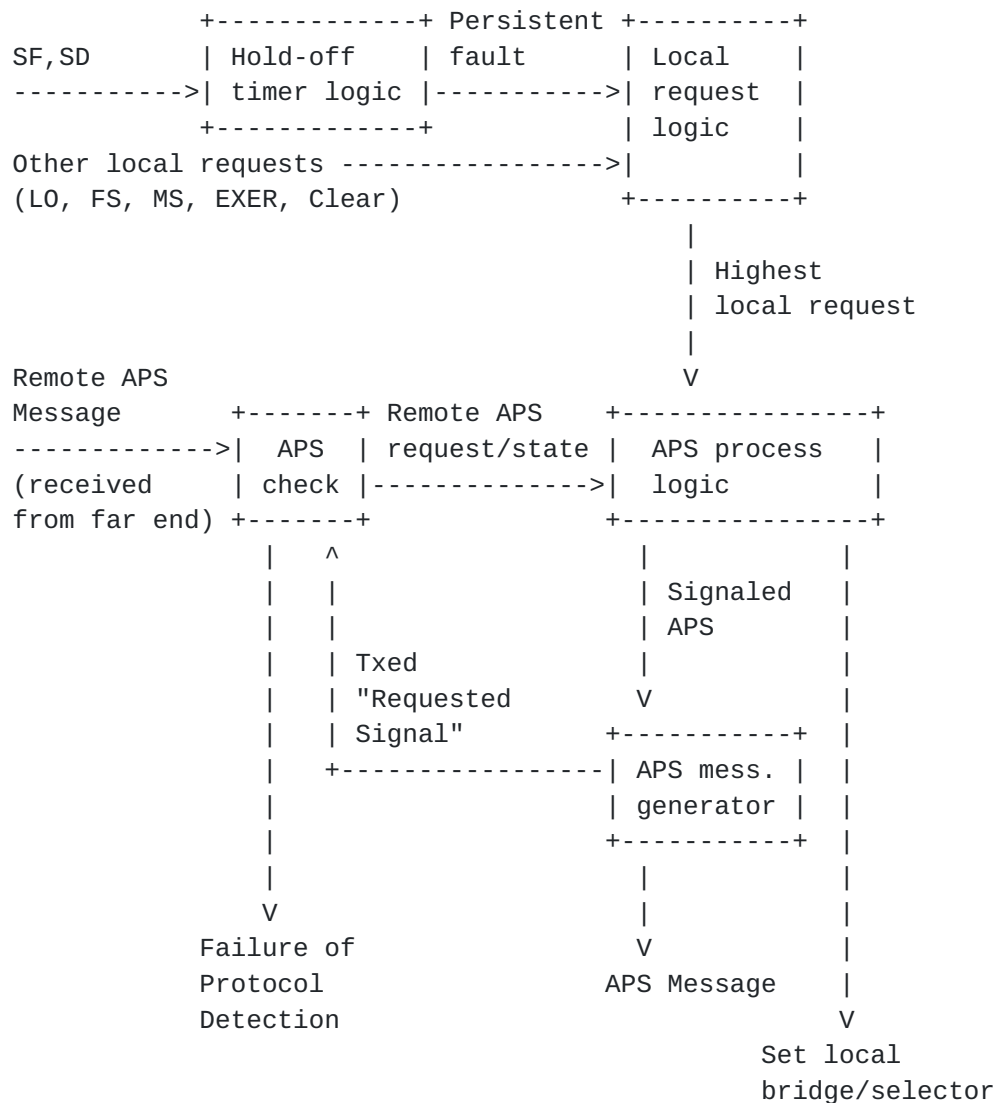 +-------------+ Persistent +----------+
SF,SD       | Hold-off    | fault      | Local    |
----------->| timer logic |----------->| request  |
            +-------------+            | logic    |
Other local requests ----------------->|          |
(LO, FS, MS, EXER, Clear)              +----------+
                                           |
                                           | Highest
                                           | local request
                                           |
Remote APS                                 V
Message       +-------+ Remote APS    +----------------+
------------->|  APS  | request/state |  APS process   |
(received     | check |-------------->|  logic         |
from far end) +-------+               +----------------+
                |   ^                   |            |
                |   |                   | Signaled   |
                |   |                   | APS        |
                |   | Txed              |            |
                |   | "Requested        V            |
                |   | Signal"         +-----------+  |
                |   +-----------------| APS mess. |  |
                |                     | generator |  |
                |                     +-----------+  |
                |                       |            |
                V                       |            |
            Failure of                  V            |
            Protocol                  APS Message    |
            Detection                                V
                                                Set local
                                                bridge/selector